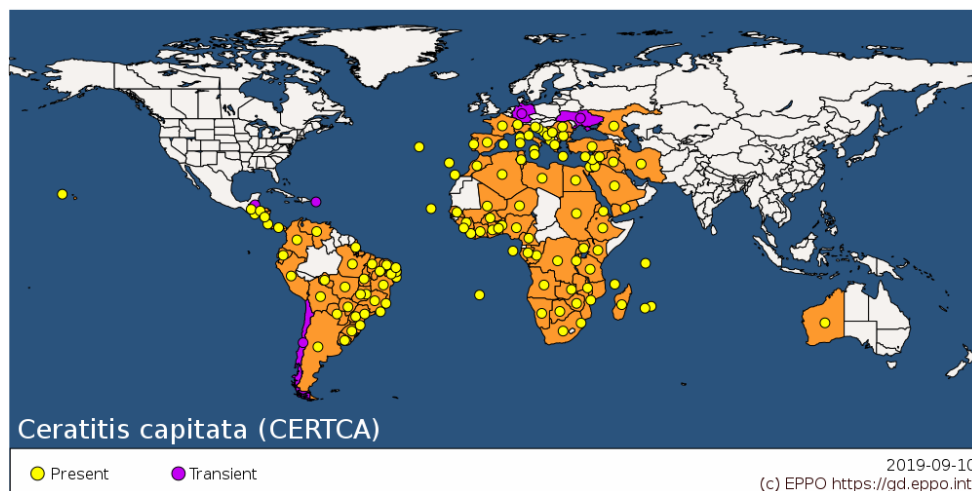 Ceratitis capitata (CERTCA)
Present
Transient
2019-09-10
(c) EPPO https://gd.eppo.int